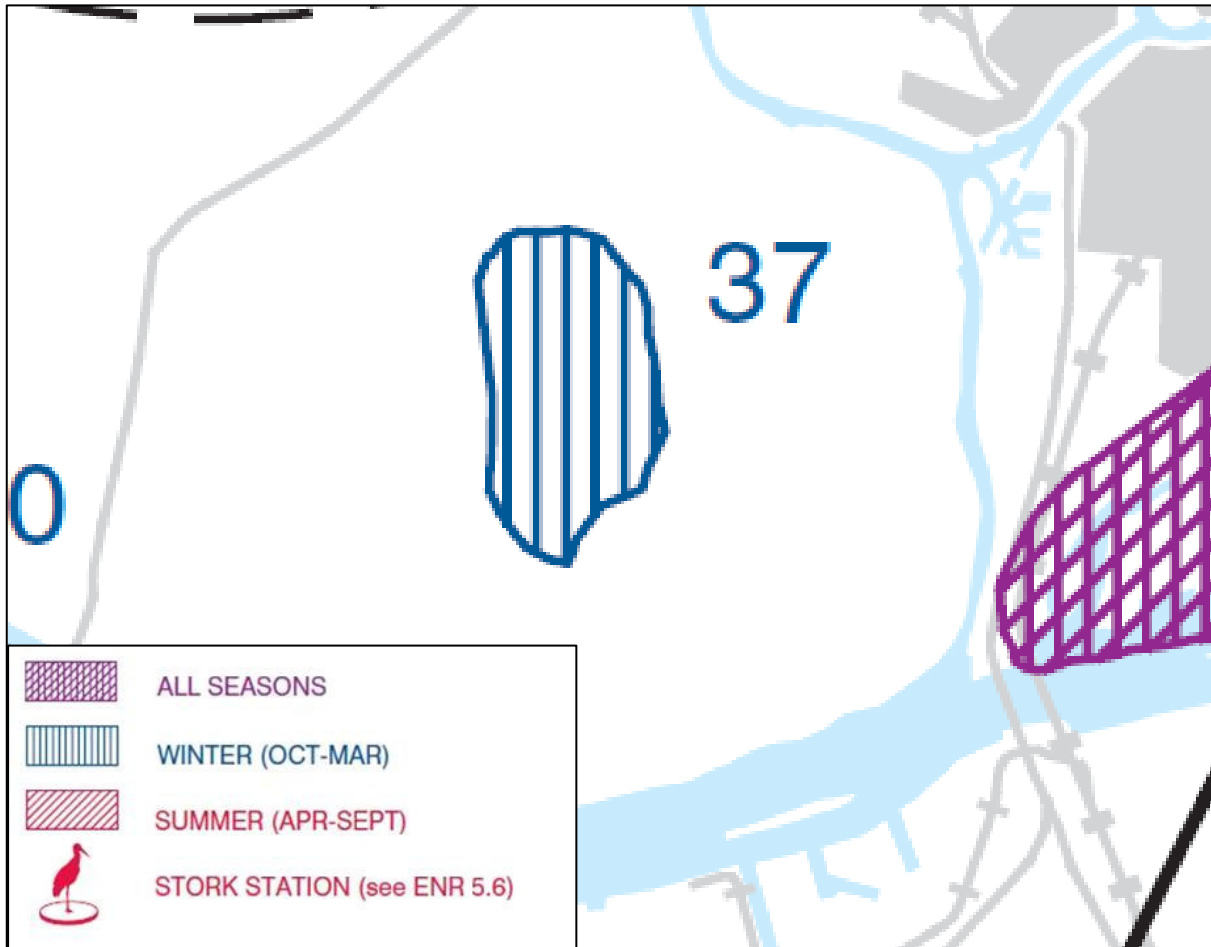 37
0
ALL SEASONS
WINTER (OCT-MAR)
SUMMER (APR-SEPT)
STORK STATION (see ENR 5.6)